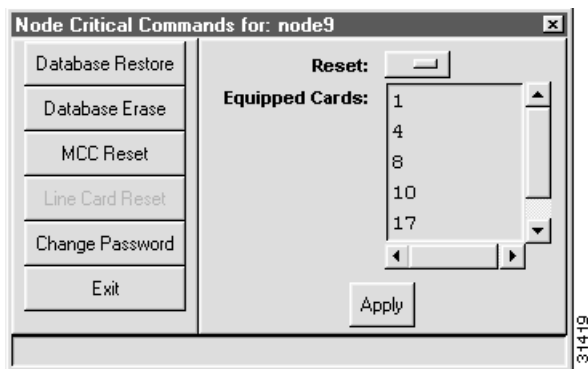 Node Critical Commands for: node9
Database Restore
Database Erase
MCC Reset
Line Card Reset
Change Password
Exit
Reset:
Equipped Cards:
1
4
8
10
17
Apply
31419